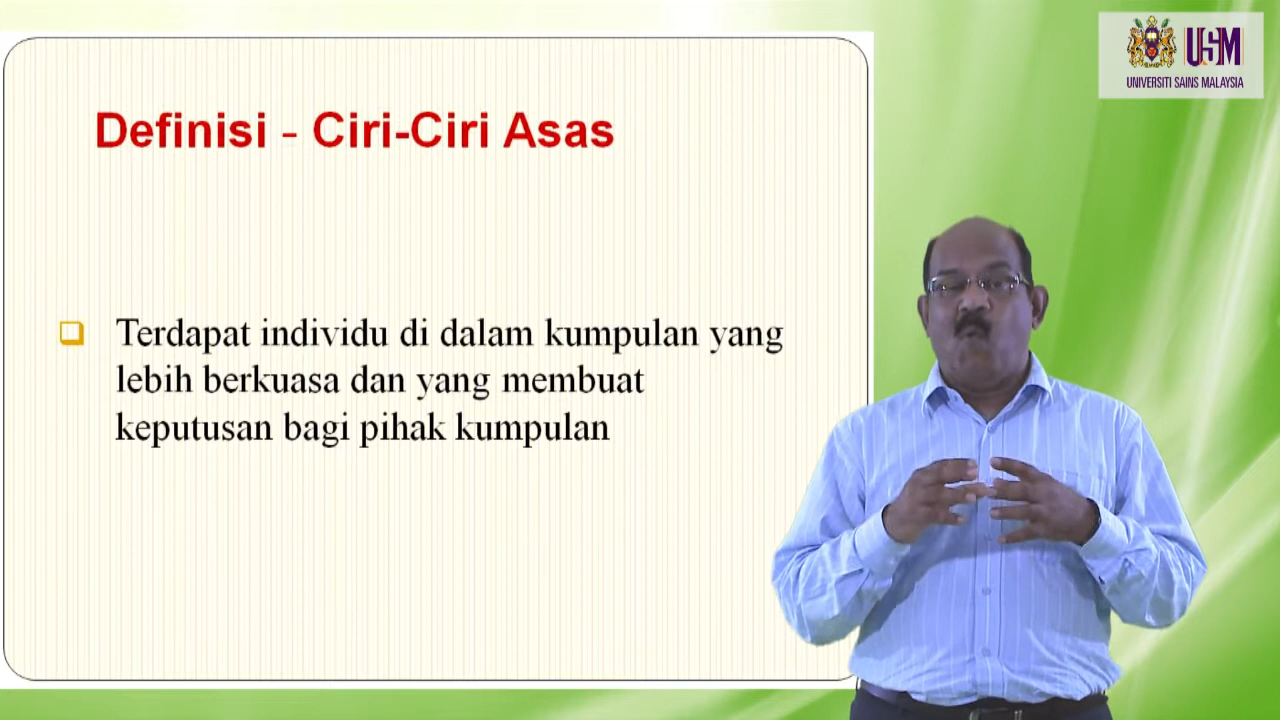 USM
UNIVERSITI SAINS MALAYSIA
Definisi - Ciri-Ciri Asas
Terdapat individu di dalam kumpulan yang
lebih berkuasa dan yang membuat
keputusan bagi pihak kumpulan